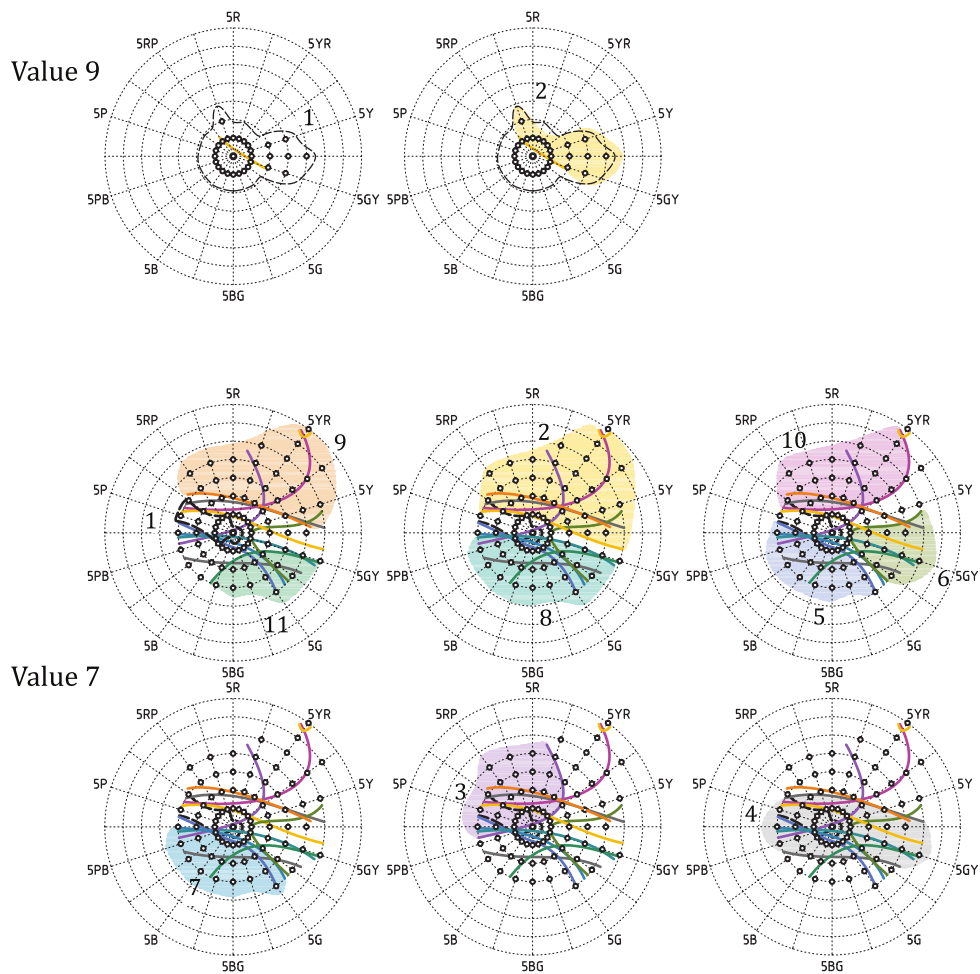 5R 5R
5RP 5YR 5RP 5YR
Value 9
1 2
5P 5Y 5P 5Y
5PB 5GY 5PB 5GY
5B 5G 5B 5G
5BG 5BG
5R 5R 5R
5RP 5YR 5RP 5YR 5RP 5YR
9 2 10
5P 5Y 5P 5Y 5P 5Y
1
5PB 5GY 5PB 5GY 5PB 6 5GY
11 8 5
5B 5G 5B 5G 5B 5G
5BG 5BG 5BG
Value 7
5R 5R 5R
5RP 5YR 5RP 5YR 5RP 5YR
5P 5Y 5P 5Y 5P 5Y
3 4
5PB 5GY 5PB 5GY 5PB 5GY
7
5B 5G 5B 5G 5B 5G
5BG 5BG 5BG